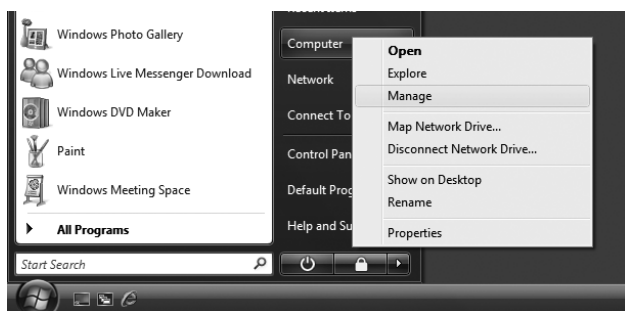 Windows Photo Gallery
Windows Live Messenger Download
Windows DVD Maker
Paint
Windows Meeting Space
All Programs
Start Search
Computer
Network
Connect To
Control Pan
Default Prog
Help and Su
Open
Explore
Manage
Map Network Drive...
Disconnect Network Drive...
Show on Desktop
Rename
Properties